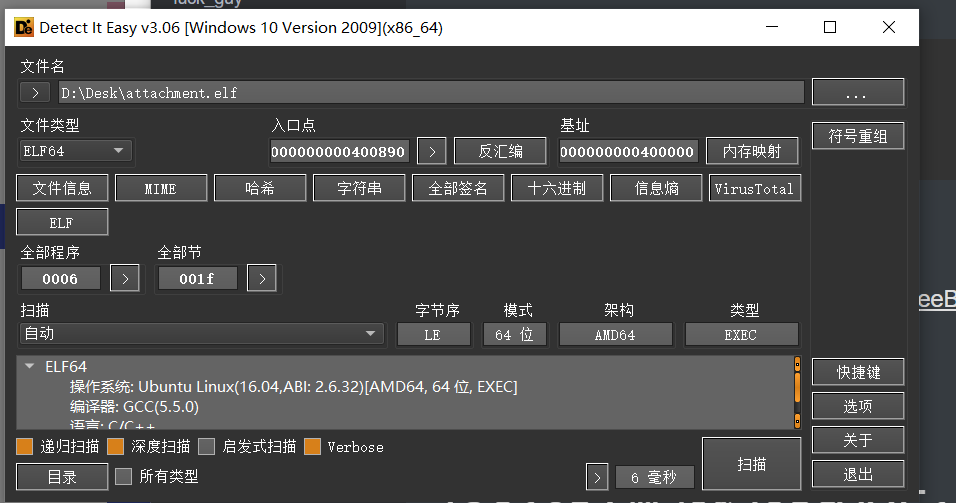 luck_guy
Detect It Easy v3.06 [Windows 10 Version 2009](x86_64)
文件名
> D:\Desk\attachment.elf ...
文件类型 入口点 基址
符号重组
ELF64 000000000400890 > 反汇编 000000000400000 内存映射
文件信息 MIME 哈希 字符串 全部签名 十六进制 信息熵 VirusTotal
ELF
全部程序 全部节
0006 > 001f >
扫描 字节序 模式 架构 类型
自动 LE 64 位 AMD64 EXEC
eeB
ELF64
操作系统: Ubuntu Linux(16.04,ABI: 2.6.32)[AMD64, 64 位, EXEC]
编译器: GCC(5.5.0)
语言: C/C++
快捷键
选项
递归扫描 深度扫描 启发式扫描 Verbose
关于
目录 所有类型 > 6 毫秒 扫描
退出